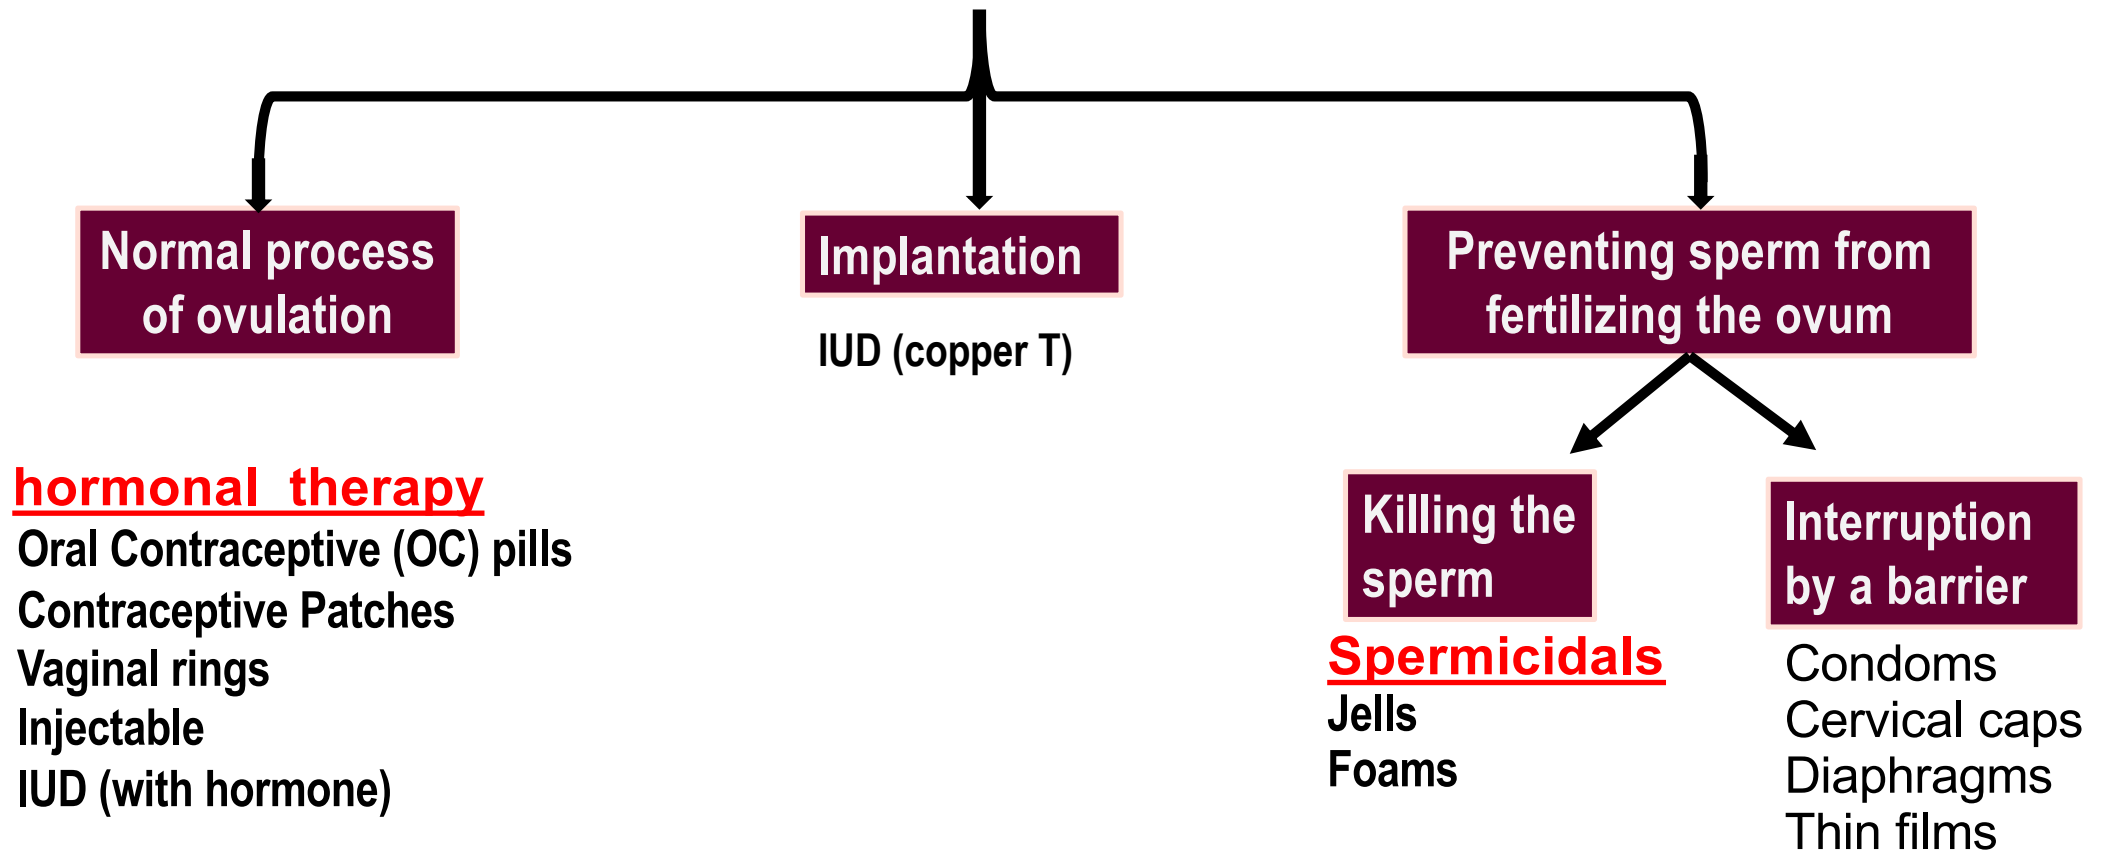 Normal process
of ovulation
Implantation
Preventing sperm from
fertilizing the ovum
IUD (copper T)
hormonal therapy
Oral Contraceptive (OC) pills
Contraceptive Patches
Vaginal rings
Injectable
IUD (with hormone)
Killing the
sperm
Spermicidals
Jells
Foams
Interruption
by a barrier
Condoms
Cervical caps
Diaphragms
Thin films